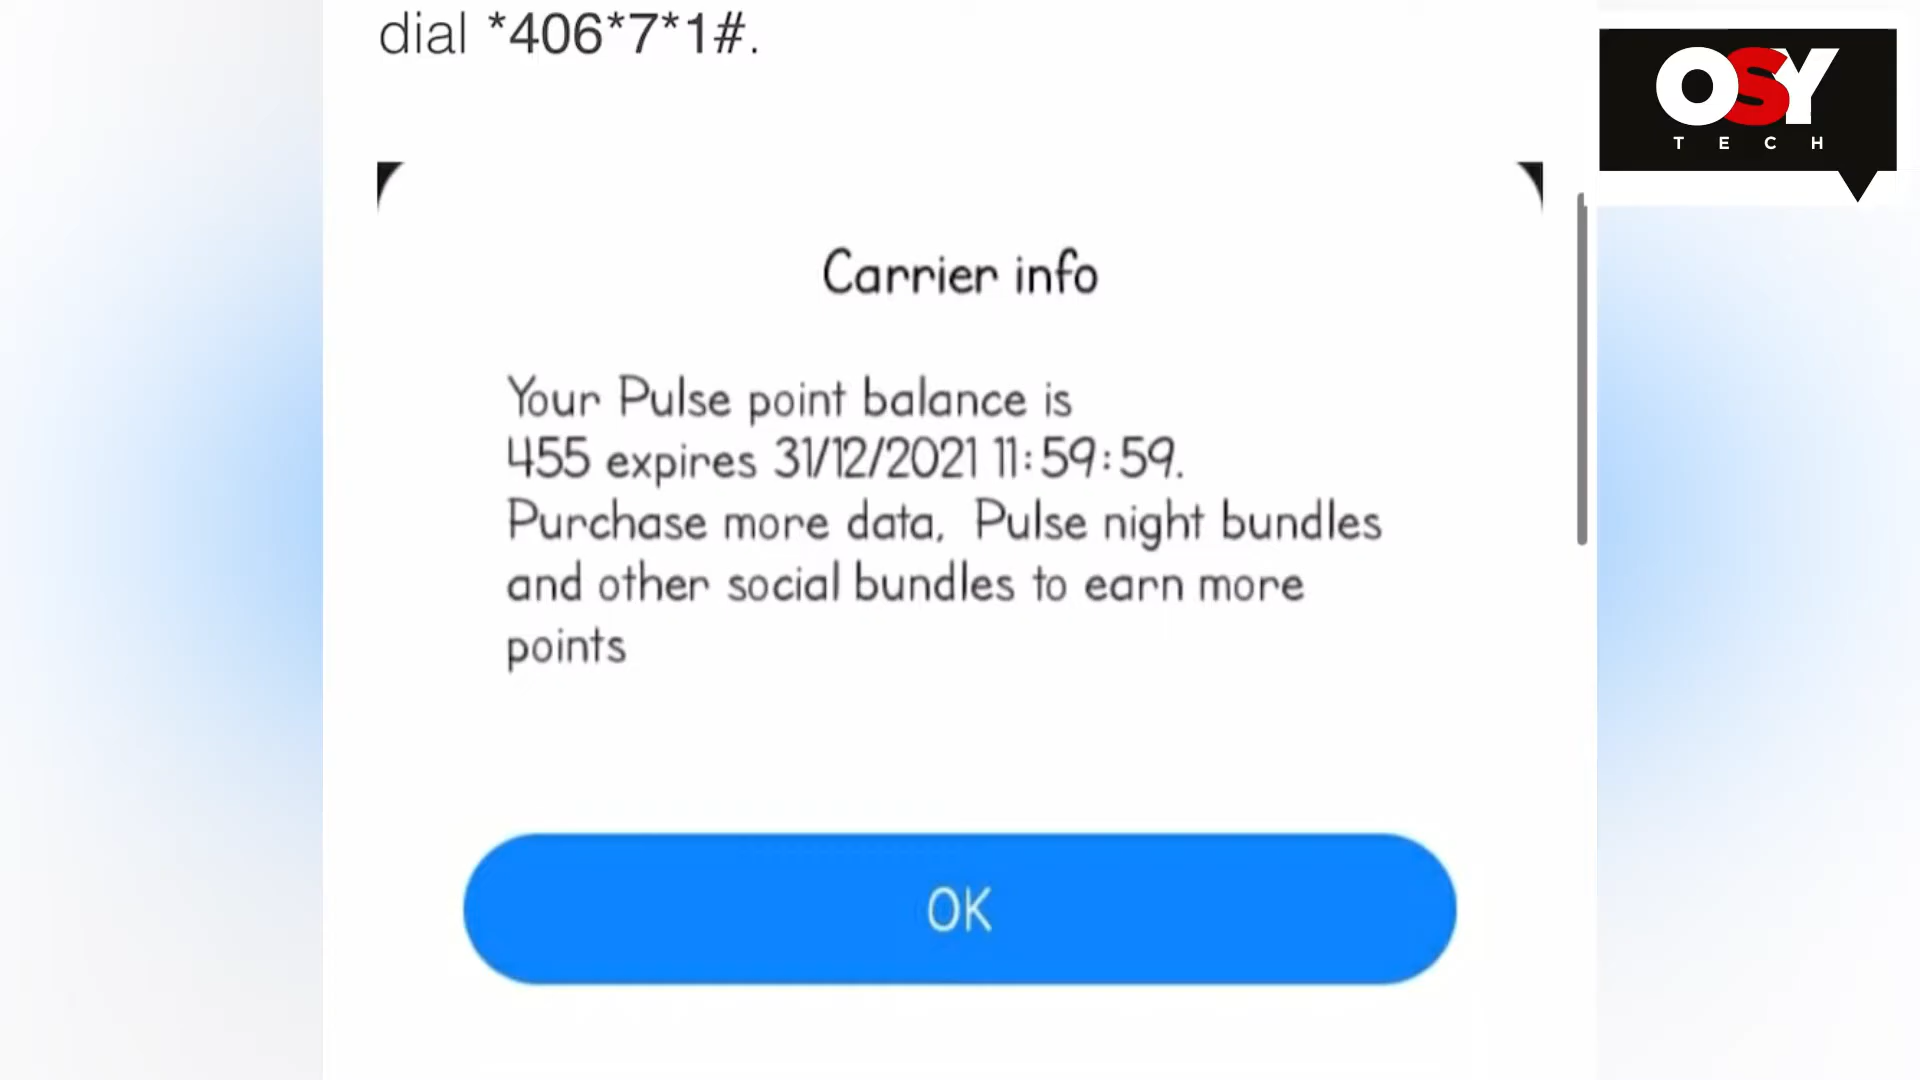 dial *406*7*1#.
OSY
TECH
Carrier info
Your Pulse point balance is
455 expires 31/12/2021 11:59:59.
Purchase more data, Pulse night bundles
and other social bundles to earn more
points
OK